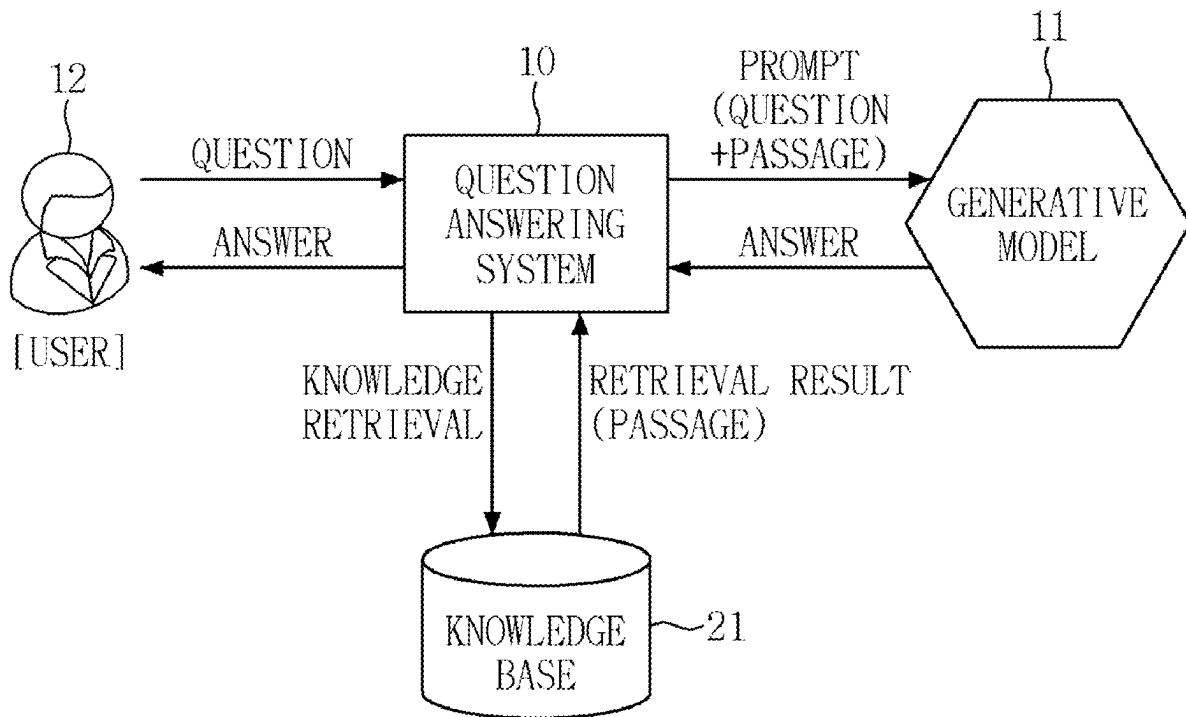 12
[USER]
QUESTION
ANSWER
10
QUESTION
ANSWERING
SYSTEM
PROMPT
(QUESTION
+PASSAGE)
ANSWER
11
GENERATIVE
MODEL
KNOWLEDGE
RETRIEVAL
RETRIEVAL RESULT
(PASSAGE)
KNOWLEDGE
BASE
21